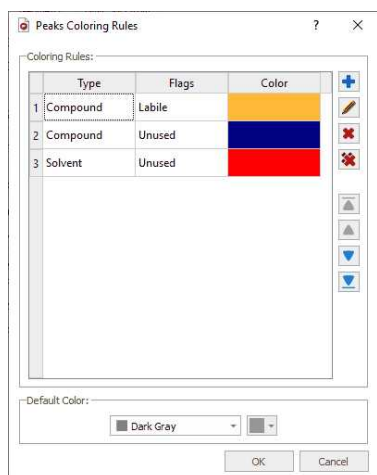 Peaks Coloring Rules ?
Coloring Rules:
Type Flags Color
1 Compound Labile
2 Compound Unused
3 Solvent Unused
Default Color:
Dark Gray
OK Cancel